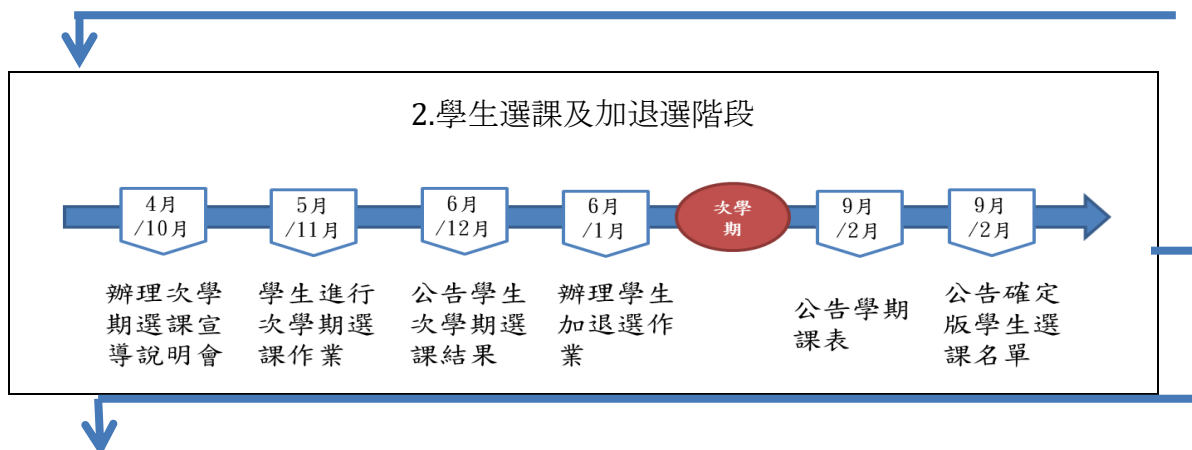 2.學生選課及加退選階段
4月
/10月
5月
/11月
6月
/12月
6月
/1月
次學
期
9月
/2月
9月
/2月
辦理次學
期選課宣
導說明會
學生進行
次學期選
課作業
公告學生
次學期選
課結果
辦理學生
加退選作
業
公告學期
課表
公告確定
版學生選
課名單